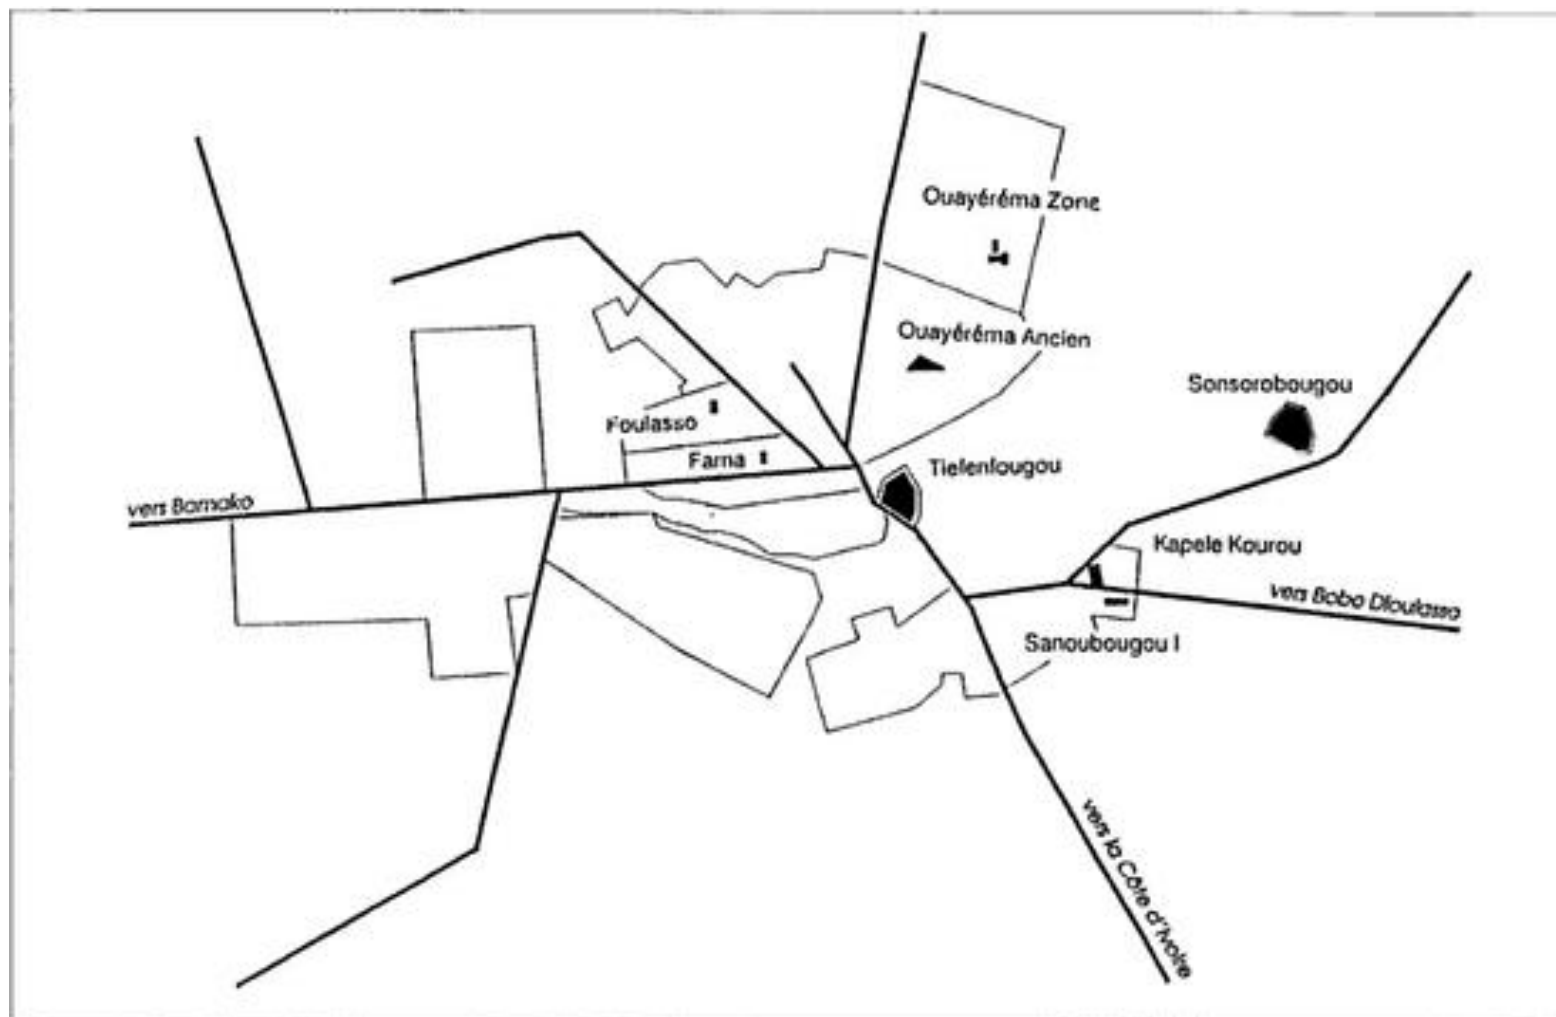 Ouayéréma Zone
Ouayéréma Ancien
Sonsorobougou
Foulasso
Farna
Tiefenfougou
vers Bamako
Kapele Kourou
vers Bobo Dioulasso
Sanoubougou I
vers la Côte d'Ivoire